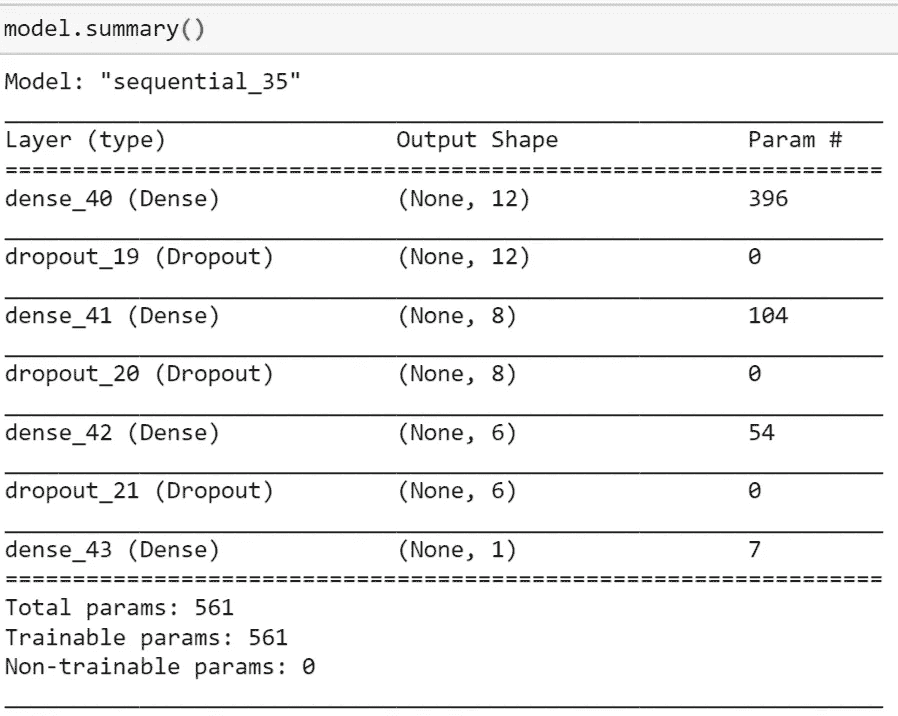 model.summary()
Model: "sequential_35"
Layer (type) Output Shape Param #
=================================================================
dense_40 (Dense) (None, 12) 396
dropout_19 (Dropout) (None, 12) 0
dense_41 (Dense) (None, 8) 104
dropout_20 (Dropout) (None, 8) 0
dense_42 (Dense) (None, 6) 54
dropout_21 (Dropout) (None, 6) 0
dense_43 (Dense) (None, 1) 7
=================================================================
Total params: 561
Trainable params: 561
Non-trainable params: 0